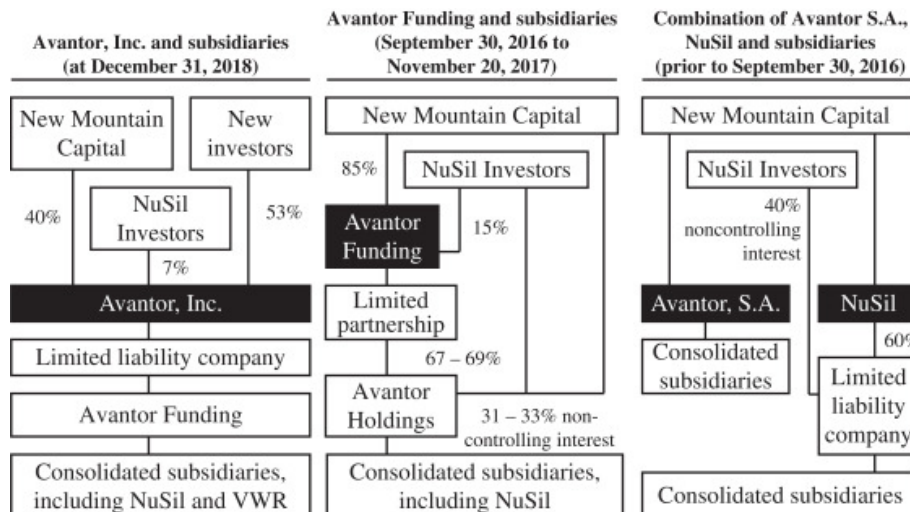 Avantor, Inc. and subsidiaries
(at December 31, 2018)
New Mountain
Capital
New
investors
40%
NuSil
Investors
53%
7%
Avantor, Inc.
Limited liability company
Avantor Funding
Consolidated subsidiaries,
including NuSil and VWR
Avantor Funding and subsidiaries
(September 30, 2016 to
November 20, 2017)
New Mountain Capital
85%
NuSil Investors
Avantor
Funding
15%
Limited
partnership
67 – 69%
Avantor
Holdings
31 – 33% non-
controlling interest
Consolidated subsidiaries,
including NuSil
Combination of Avantor S.A.,
NuSil and subsidiaries
(prior to September 30, 2016)
New Mountain Capital
NuSil Investors
40%
noncontrolling
interest
Avantor, S.A.
NuSil
Consolidated
subsidiaries
60%
Limited
liability
company
Consolidated subsidiaries